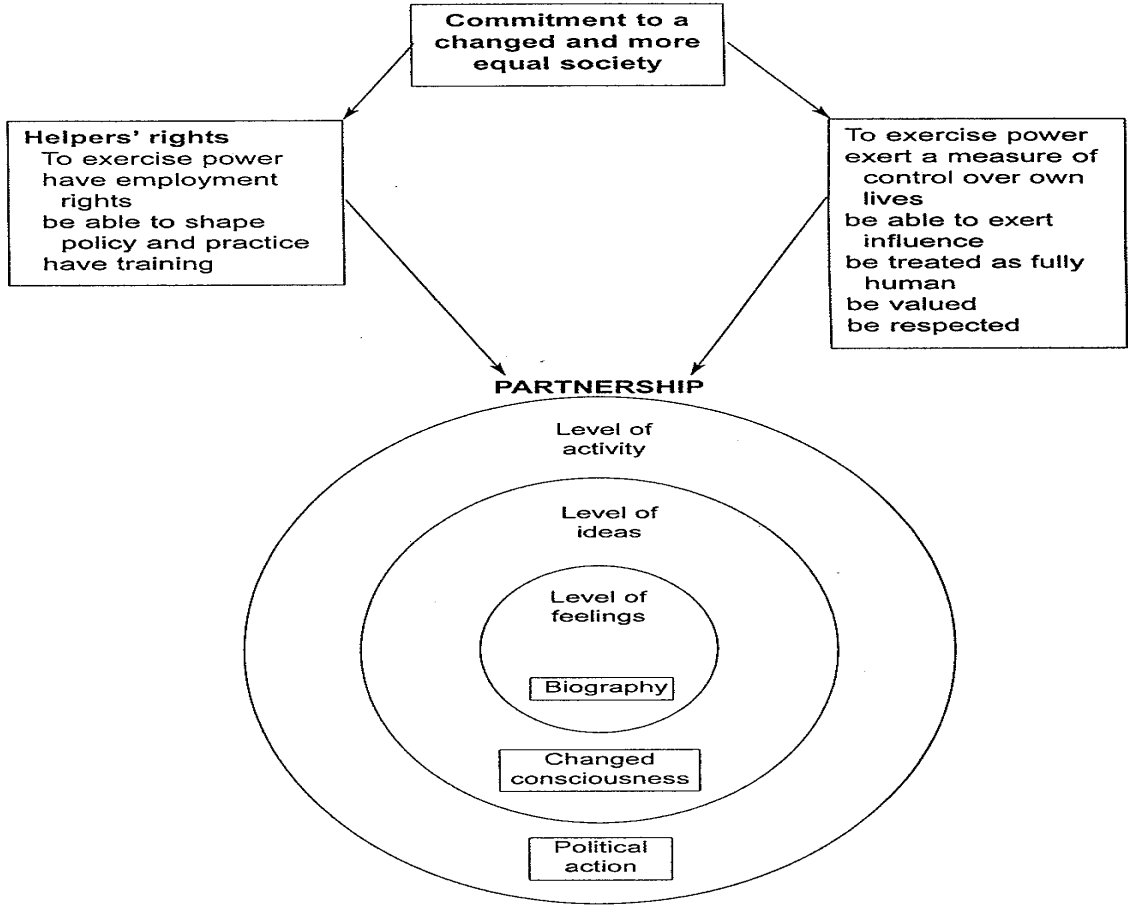 Commitment to a
changed and more
equal society
Helpers' rights
To exercise power
have employment
rights
be able to shape
policy and practice
have training
To exercise power
exert a measure of
control over own
lives
be able to exert
influence
be treated as fully
human
be valued
be respected
PARTNERSHIP
Level of
activity
Level of
ideas
Level of
feelings
Biography
Changed
consciousness
Political
action